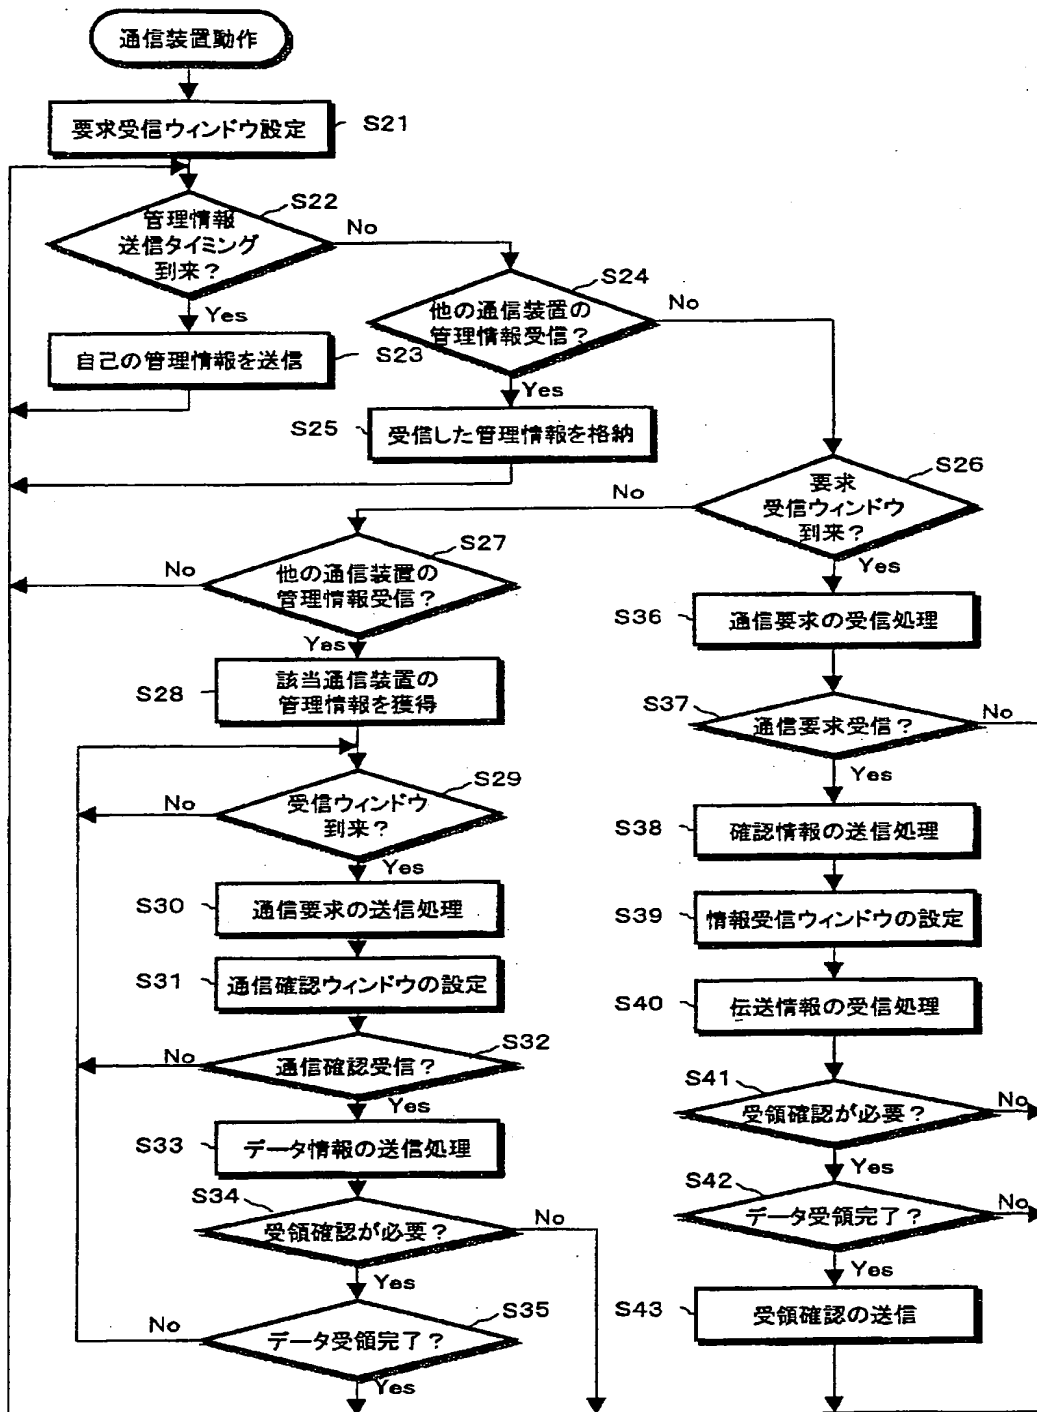 通信装置動作
要求受信ウィンドウ設定
S21
管理情報
送信タイミング
到来？
S22
No
Yes
自己の管理情報を送信
S23
他の通信装置の
管理情報受信？
S24
No
Yes
S25
受信した管理情報を格納
要求
受信ウィンドウ
到来？
S26
No
Yes
他の通信装置の
管理情報受信？
S27
No
Yes
S28
該当通信装置の
管理情報を獲得
受信ウィンドウ
到来？
S29
No
Yes
S30
通信要求の送信処理
S31
通信確認ウィンドウの設定
通信確認受信？
S32
No
Yes
S33
データ情報の送信処理
S34
受領確認が必要？
No
Yes
データ受領完了？
S35
No
Yes
S36
通信要求の受信処理
S37
通信要求受信？
No
Yes
S38
確認情報の送信処理
S39
情報受信ウィンドウの設定
S40
伝送情報の受信処理
S41
受領確認が必要？
No
Yes
S42
データ受領完了？
No
Yes
S43
受領確認の送信